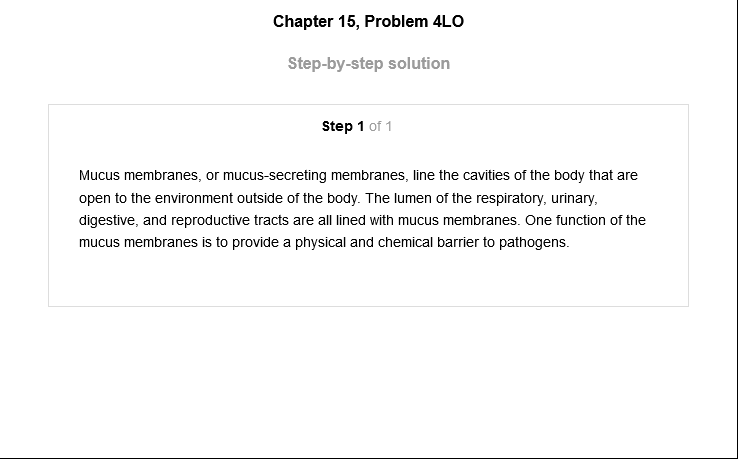 Chapter 15, Problem 4LO
Step-by-step solution
Step 1 of 1
Mucus membranes, or mucus-secreting membranes, line the cavities of the body that are
open to the environment outside of the body. The lumen of the respiratory, urinary,
digestive, and reproductive tracts are all lined with mucus membranes. One function of the
mucus membranes is to provide a physical and chemical barrier to pathogens.